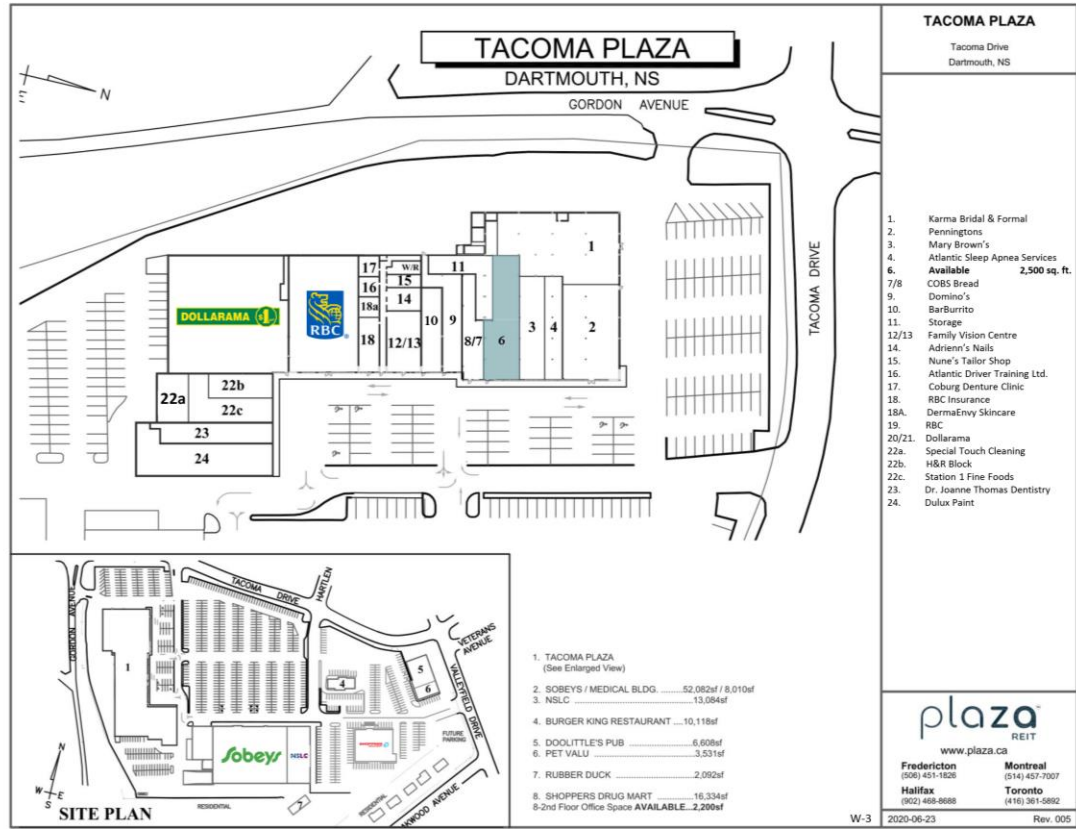 TACOMA PLAZA
DARTMOUTH, NS
GORDON AVENUE
TACOMA DRIVE
E
N
1
2
3
4
6
8/7
9
10
11
W/R
15
14
12/13
17
16
18a
18
RBC
DOLLARAMA $1
22a
22b
22c
23
24
TACOMA PLAZA
Tacoma Drive
Dartmouth, NS
1. Karma Bridal & Formal
2. Penningtons
3. Mary Brown's
4. Atlantic Sleep Apnea Services
6. Available 2,500 sq. ft.
7/8 COBS Bread
9. Domino's
10. BarBurrito
11. Storage
12/13 Family Vision Centre
14. Adrienn's Nails
15. Nune's Tailor Shop
16. Atlantic Driver Training Ltd.
17. Coburg Denture Clinic
18. RBC Insurance
18A. DermaEnvy Skincare
19. RBC
20/21. Dollarama
22a. Special Touch Cleaning
22b. H&R Block
22c. Station 1 Fine Foods
23. Dr. Joanne Thomas Dentistry
24. Dulux Paint
GORDON AVENUE
TACOMA DRIVE
HARTLEN
VETERANS AVENUE
VALLEYFIELD DRIVE
1
4
5
6
FUTURE PARKING
Sobeys
NSLC
RESIDENTIAL
RESIDENTIAL
OAKWOOD AVENUE
N
W
E
S
SITE PLAN
1. TACOMA PLAZA
(See Enlarged View)
2. SOBEYS / MEDICAL BLDG. .........52,082sf / 8,010sf
3. NSLC ...............................................13,084sf
4. BURGER KING RESTAURANT ....10,118sf
5. DOOLITTLE'S PUB ........................6,608sf
6. PET VALU .......................................3,531sf
7. RUBBER DUCK ..............................2,092sf
8. SHOPPERS DRUG MART .............16,334sf
8-2nd Floor Office Space AVAILABLE...2,200sf
W-3
plaza
REIT
www.plaza.ca
Fredericton
(506) 451-1826
Montreal
(514) 457-7007
Halifax
(902) 468-8688
Toronto
(416) 361-5892
2020-06-23 Rev. 005